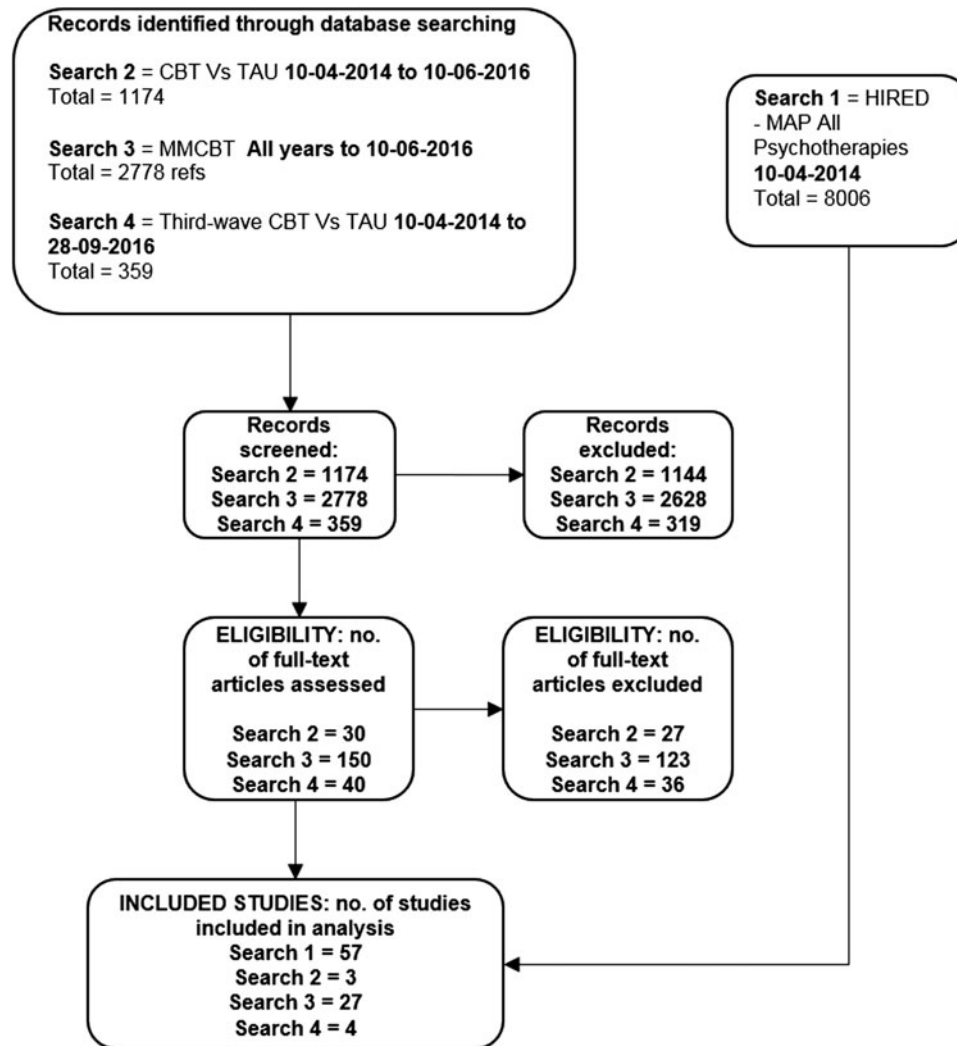 Records identified through database searching
Search 2 = CBT Vs TAU 10-04-2014 to 10-06-2016
Total = 1174
Search 3 = MMCBT All years to 10-06-2016
Total = 2778 refs
Search 4 = Third-wave CBT Vs TAU 10-04-2014 to
28-09-2016
Total = 359
Search 1 = HIRED
- MAP All
Psychotherapies
10-04-2014
Total = 8006
Records
screened:
Search 2 = 1174
Search 3 = 2778
Search 4 = 359
Records
excluded:
Search 2 = 1144
Search 3 = 2628
Search 4 = 319
ELIGIBILITY: no.
of full-text
articles assessed
Search 2 = 30
Search 3 = 150
Search 4 = 40
ELIGIBILITY: no.
of full-text
articles excluded
Search 2 = 27
Search 3 = 123
Search 4 = 36
INCLUDED STUDIES: no. of studies
included in analysis
Search 1 = 57
Search 2 = 3
Search 3 = 27
Search 4 = 4